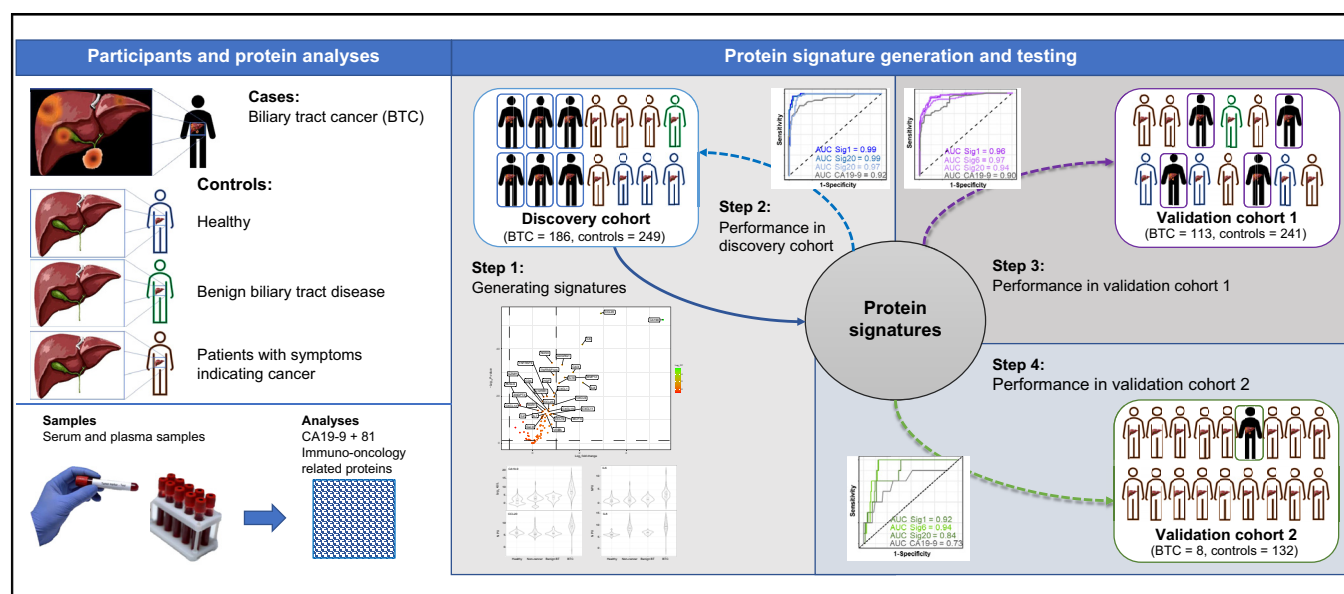 Participants and protein analyses
Cases:
Biliary tract cancer (BTC)
Controls:
Healthy
Benign biliary tract disease
Patients with symptoms
indicating cancer
Samples
Serum and plasma samples
Analyses
CA19-9 + 81
Immuno-oncology
related proteins
Protein signature generation and testing
Discovery cohort
(BTC = 186, controls = 249)
Step 1:
Generating signatures
Step 2:
Performance in
discovery cohort
Sensitivity
AUC Sig1 = 0.99
AUC Sig20 = 0.99
AUC Sig20 = 0.97
AUC CA19-9 = 0.92
1-Specificity
Sensitivity
AUC Sig1 = 0.96
AUC Sig6 = 0.97
AUC Sig20 = 0.94
AUC CA19-9 = 0.90
1-Specificity
Validation cohort 1
(BTC = 113, controls = 241)
Step 3:
Performance in validation cohort 1
Protein
signatures
Step 4:
Performance in validation cohort 2
Sensitivity
AUC Sig1 = 0.92
AUC Sig6 = 0.94
AUC Sig20 = 0.84
AUC CA19-9 = 0.73
1-Specificity
Validation cohort 2
(BTC = 8, controls = 132)
Healthy
BTC
Healthy
BTC